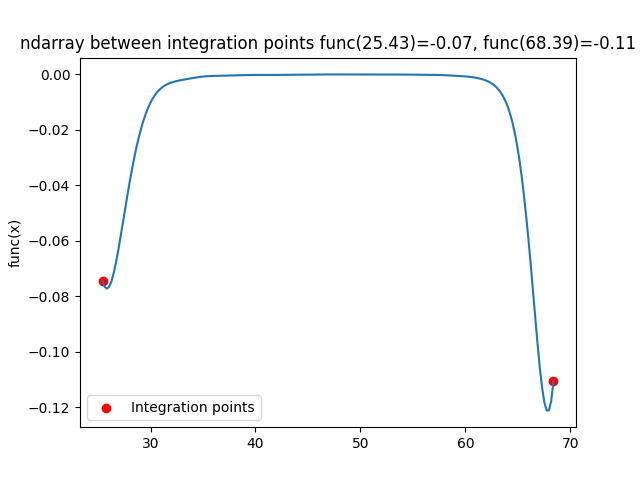 ndarray between integration points func(25.43)=-0.07, func(68.39)=-0.11
0.00
−0.02
−0.04
−0.06
−0.08
−0.10
−0.12
func(x)
Integration points
30 40 50 60 70